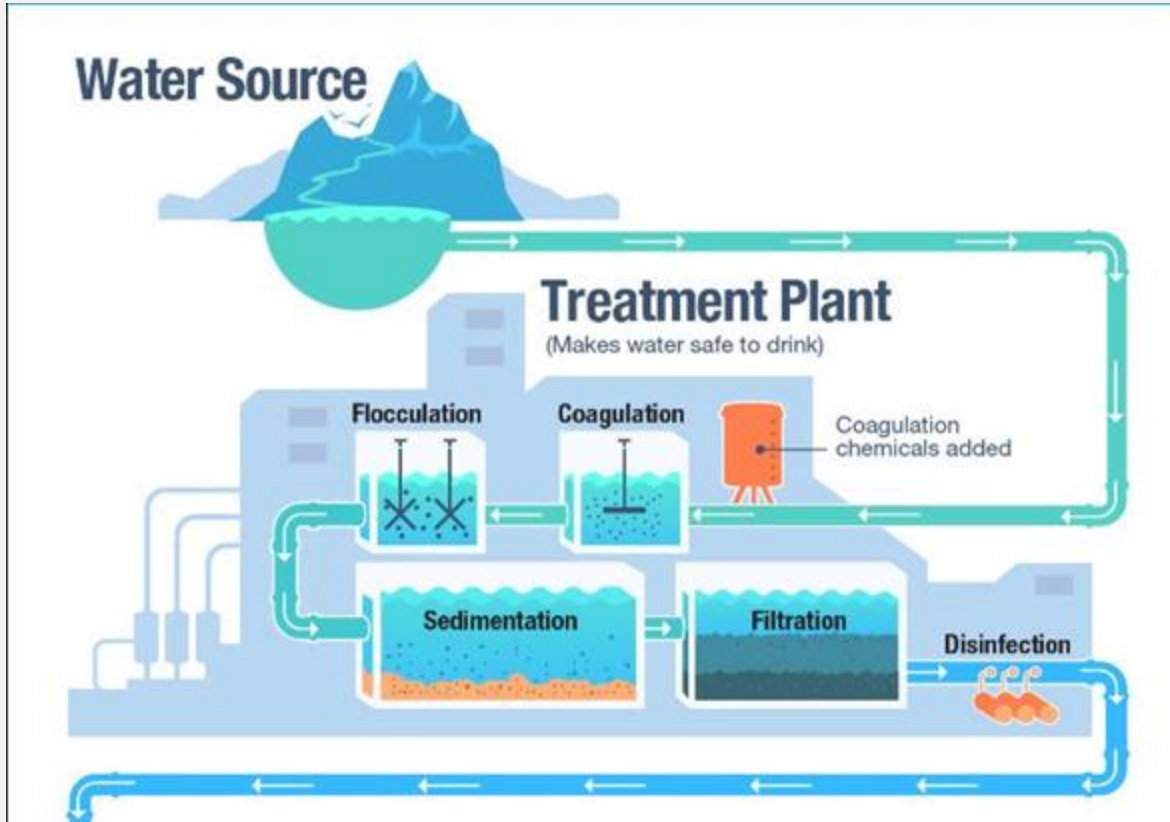 Water Source
Treatment Plant
(Makes water safe to drink)
Flocculation
Coagulation
Coagulation
chemicals added
Sedimentation
Filtration
Disinfection